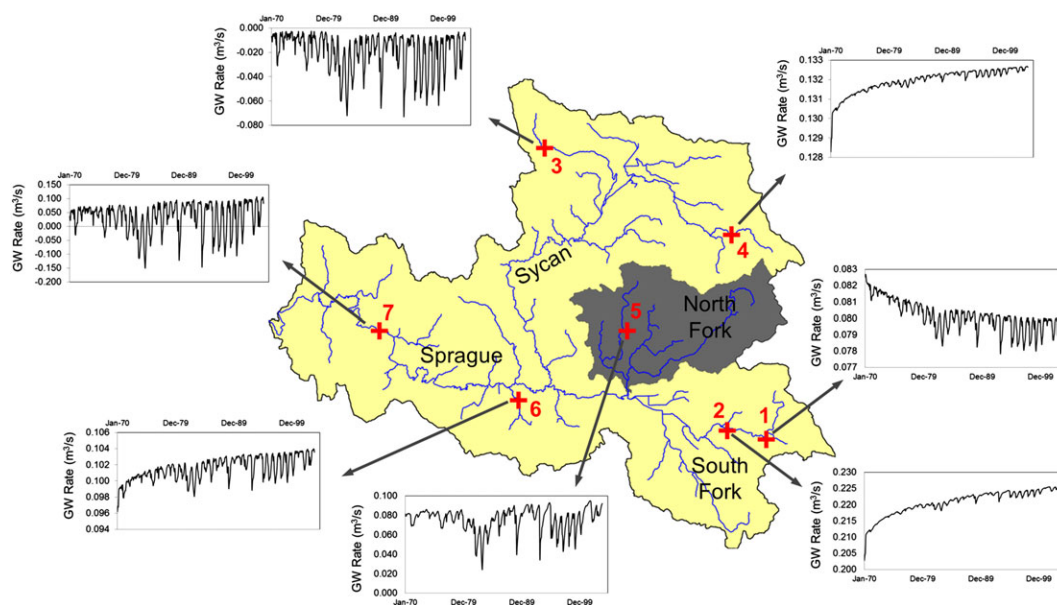 Jan-70 Dec-79 Dec-89 Dec-99
GW Rate (m³/s)
0.000
-0.020
-0.040
-0.060
-0.080
Jan-70 Dec-79 Dec-89 Dec-99
GW Rate (m³/s)
0.133
0.131
0.130
0.129
0.128
Jan-70 Dec-79 Dec-89 Dec-99
GW Rate (m³/s)
0.150
0.100
0.050
0.000
-0.050
-0.100
-0.150
-0.200
GW Rate (m³/s)
0.083
0.081
0.080
0.079
0.078
0.077
Jan-70 Dec-79 Dec-89 Dec-99
Jan-70 Dec-79 Dec-89 Dec-99
GW Rate (m³/s)
0.106
0.104
0.102
0.100
0.098
0.096
0.094
GW Rate (m³/s)
0.100
0.080
0.060
0.040
0.020
0.000
Jan-70 Dec-79 Dec-89 Dec-99
GW Rate (m³/s)
0.230
0.225
0.220
0.215
0.210
0.205
0.200
Jan-70 Dec-79 Dec-89 Dec-99
3
4
Sycan
5
North
Fork
7
Sprague
6
2
1
South
Fork